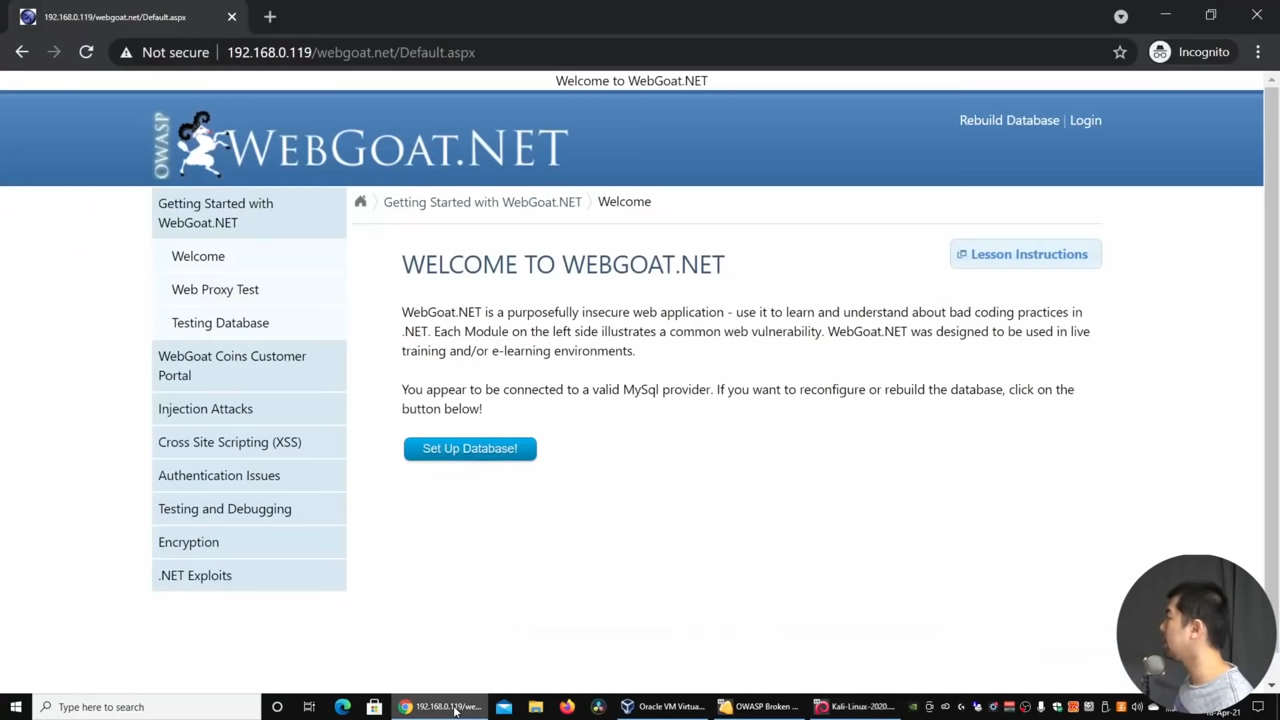 192.168.0.119/webgoat.net/Default.aspx
Not secure 192.168.0.119/webgoat.net/Default.aspx
Incognito
Welcome to WebGoat.NET
OWASP WEBGOAT.NET
Rebuild Database | Login
Getting Started with
WebGoat.NET
Welcome
Web Proxy Test
Testing Database
WebGoat Coins Customer
Portal
Injection Attacks
Cross Site Scripting (XSS)
Authentication Issues
Testing and Debugging
Encryption
.NET Exploits
Getting Started with WebGoat.NET Welcome
Lesson Instructions
WELCOME TO WEBGOAT.NET
WebGoat.NET is a purposefully insecure web application - use it to learn and understand about bad coding practices in
.NET. Each Module on the left side illustrates a common web vulnerability. WebGoat.NET was designed to be used in live
training and/or e-learning environments.
You appear to be connected to a valid MySql provider. If you want to reconfigure or rebuild the database, click on the
button below!
Set Up Database!
Type here to search
192.168.0.119/we...
Oracle VM Virtua...
OWASP Broken ...
Kali-Linux-2020....